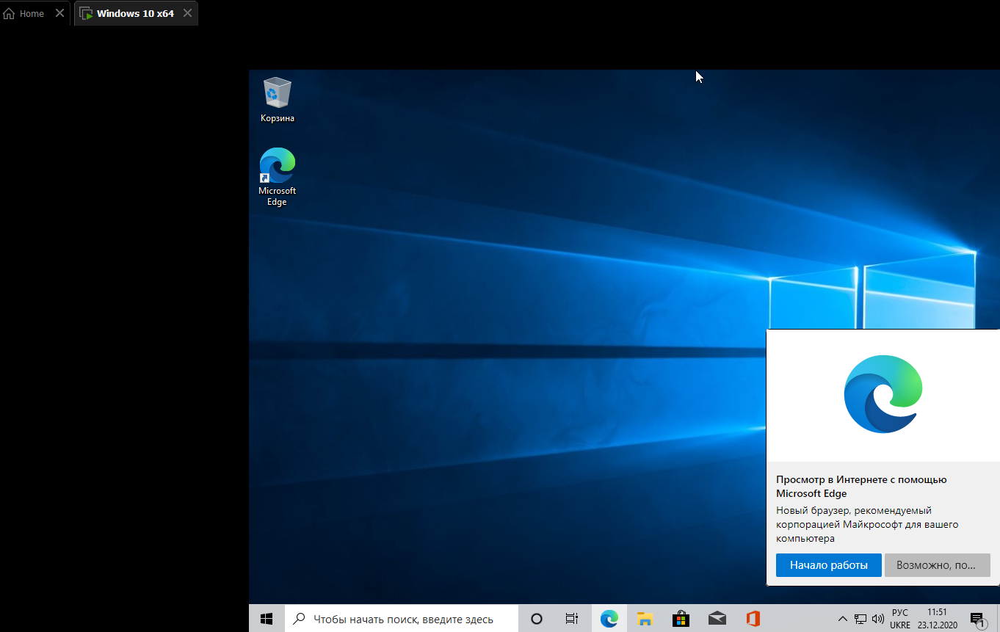 Home
Windows 10 x64
Корзина
Microsoft
Edge
Просмотр в Интернете с помощью
Microsoft Edge
Новый браузер, рекомендуемый
корпорацией Майкрософт для вашего
компьютера
Начало работы
Возможно, по...
Чтобы начать поиск, введите здесь
РУС
UKRE
11:51
23.12.2020
1